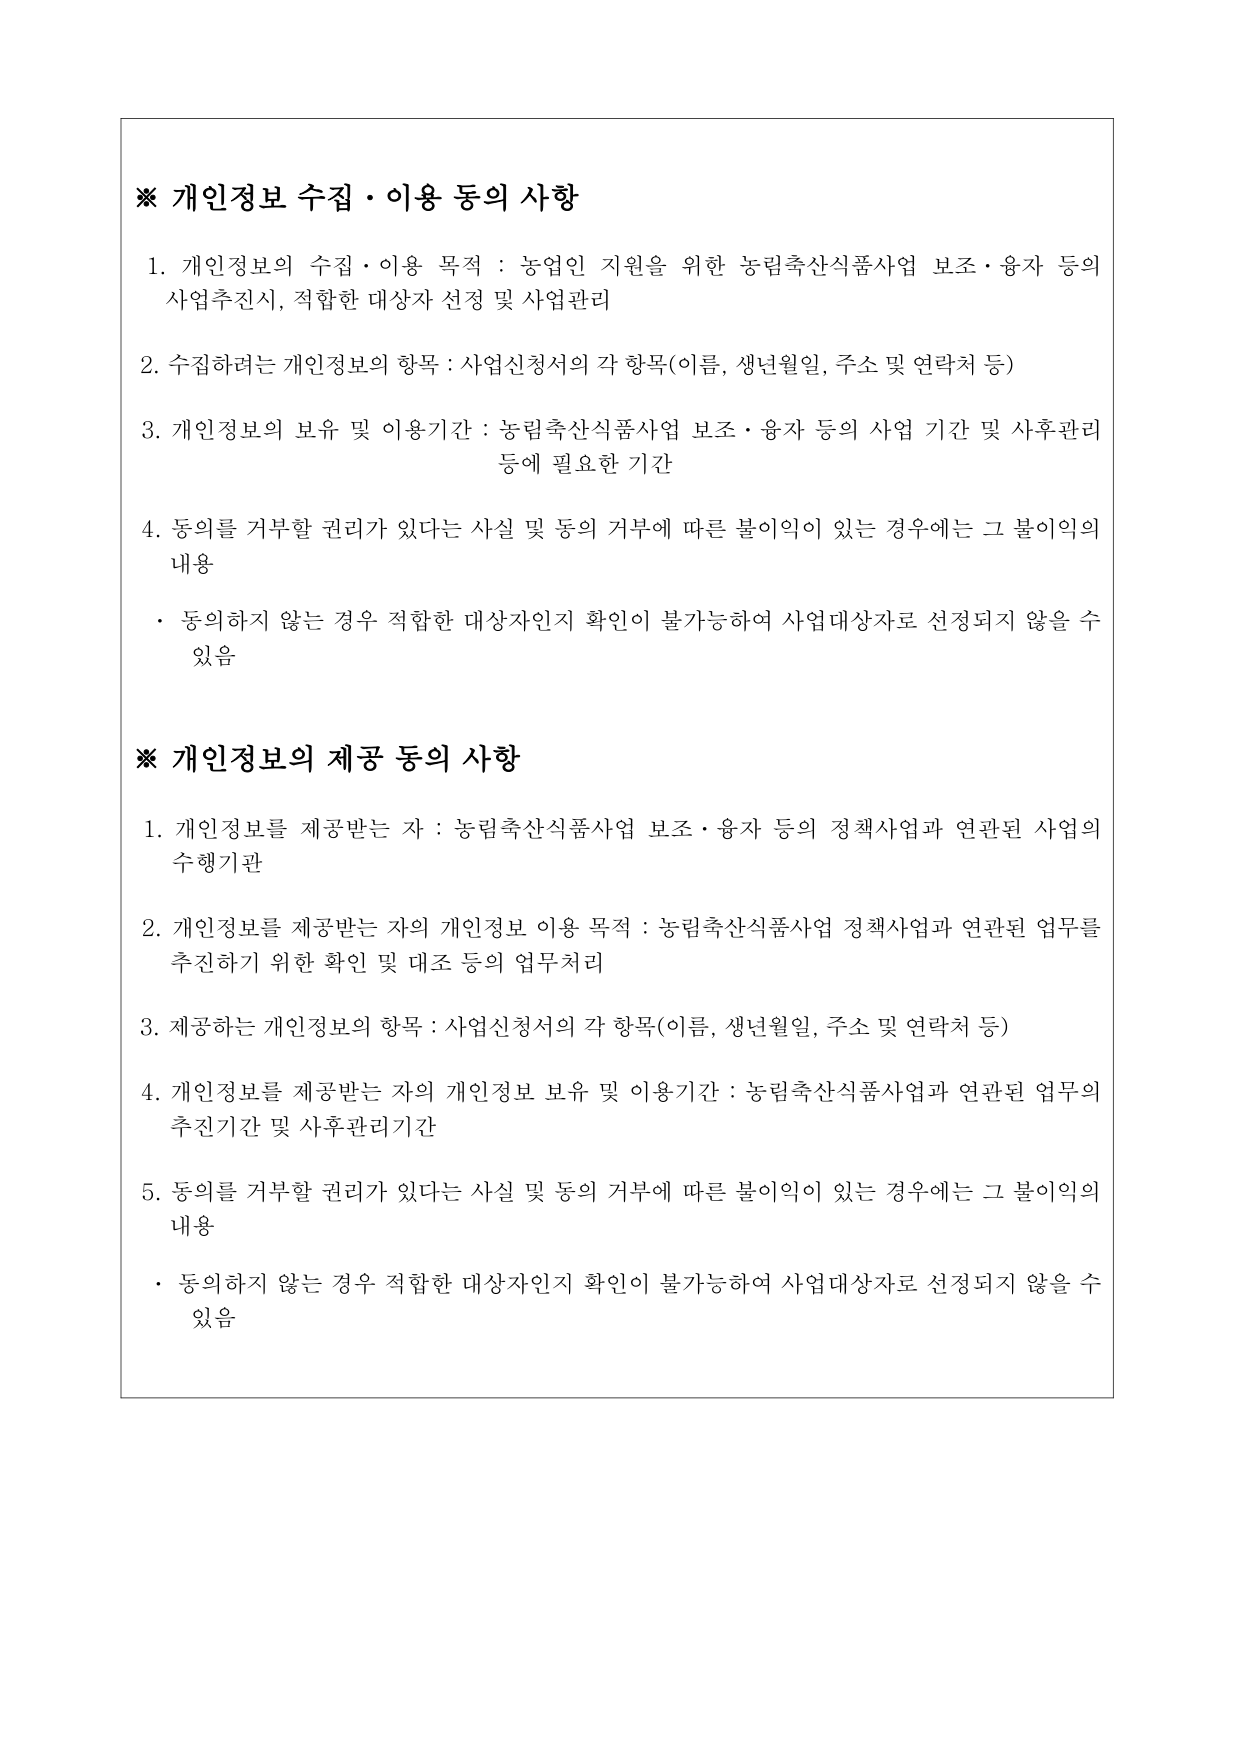 ※ 개인정보 수집·이용 동의 사항
1. 개인정보의 수집·이용 목적 : 농업인 지원을 위한 농림축산식품사업 보조·융자 등의
사업추진시, 적합한 대상자 선정 및 사업관리
2. 수집하려는 개인정보의 항목 : 사업신청서의 각 항목(이름, 생년월일, 주소 및 연락처 등)
3. 개인정보의 보유 및 이용기간 : 농림축산식품사업 보조·융자 등의 사업 기간 및 사후관리
등에 필요한 기간
4. 동의를 거부할 권리가 있다는 사실 및 동의 거부에 따른 불이익이 있는 경우에는 그 불이익의
내용
· 동의하지 않는 경우 적합한 대상자인지 확인이 불가능하여 사업대상자로 선정되지 않을 수
있음
※ 개인정보의 제공 동의 사항
1. 개인정보를 제공받는 자 : 농림축산식품사업 보조·융자 등의 정책사업과 연관된 사업의
수행기관
2. 개인정보를 제공받는 자의 개인정보 이용 목적 : 농림축산식품사업 정책사업과 연관된 업무를
추진하기 위한 확인 및 대조 등의 업무처리
3. 제공하는 개인정보의 항목 : 사업신청서의 각 항목(이름, 생년월일, 주소 및 연락처 등)
4. 개인정보를 제공받는 자의 개인정보 보유 및 이용기간 : 농림축산식품사업과 연관된 업무의
추진기간 및 사후관리기간
5. 동의를 거부할 권리가 있다는 사실 및 동의 거부에 따른 불이익이 있는 경우에는 그 불이익의
내용
· 동의하지 않는 경우 적합한 대상자인지 확인이 불가능하여 사업대상자로 선정되지 않을 수
있음